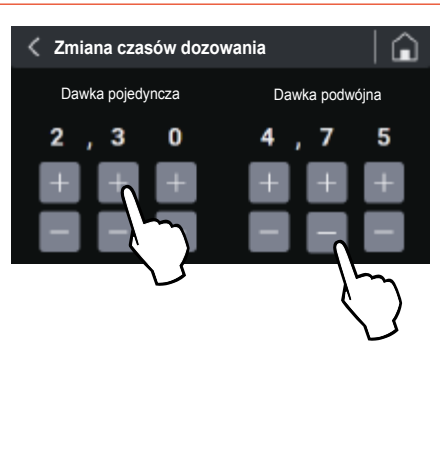 Zmiana czasów dozowania
Dawka pojedyncza
Dawka podwójna
2 , 3 0
4 , 7 5
+ + +
+ + +
− −
− − −